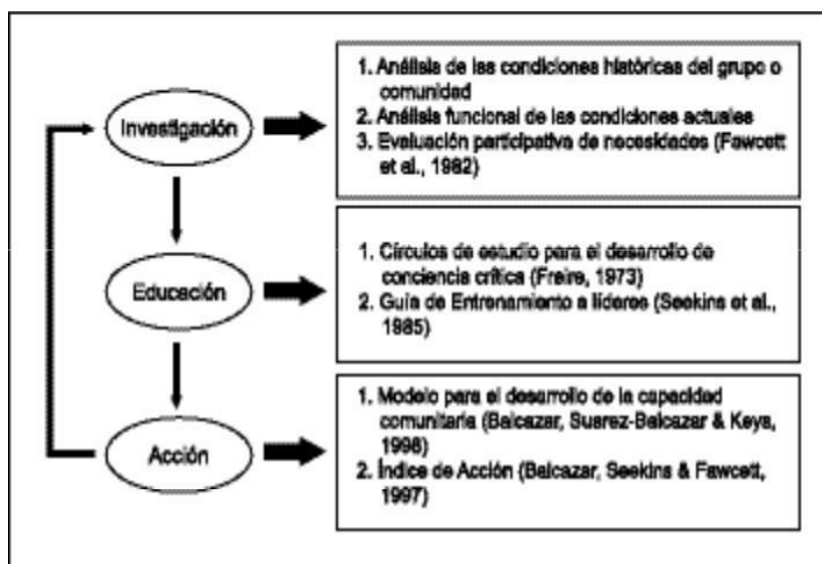 Investigación
1. Análisis de las condiciones históricas del grupo o
comunidad
2. Análisis funcional de las condiciones actuales
3. Evaluación participativa de necesidades (Fawcett
et al., 1982)
Educación
1. Círculos de estudio para el desarrollo de
conciencia crítica (Freire, 1973)
2. Guía de Entrenamiento a líderes (Seekins et al.,
1985)
Acción
1. Modelo para el desarrollo de la capacidad
comunitaria (Balcazar, Suarez-Balcazar & Keys,
1998)
2. Índice de Acción (Balcazar, Seekins & Fawcett,
1997)